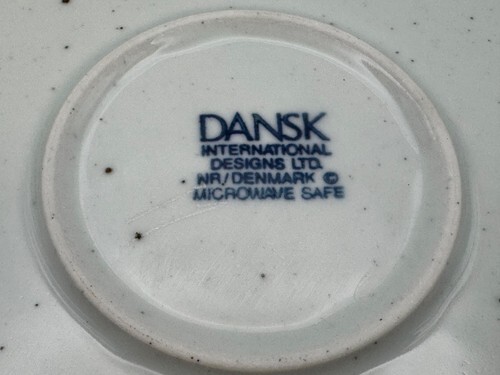 DANSK
INTERNATIONAL
DESIGNS LTD.
NR/DENMARK ©
MICROWAVE SAFE